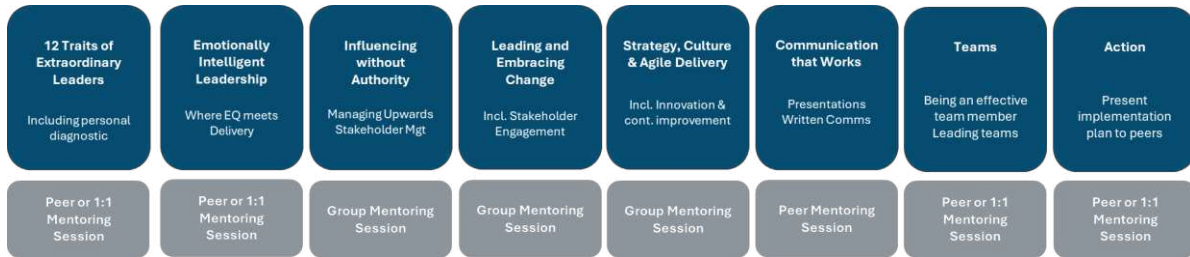 12 Traits of
Extraordinary
Leaders
Including personal
diagnostic
Emotionally
Intelligent
Leadership
Where EQ meets
Delivery
Influencing
without
Authority
Managing Upwards
Stakeholder Mgt
Leading and
Embracing
Change
Incl. Stakeholder
Engagement
Strategy, Culture
& Agile Delivery
Incl. Innovation &
cont. improvement
Communication
that Works
Presentations
Written Comms
Teams
Being an effective
team member
Leading teams
Action
Present
implementation
plan to peers
Peer or 1:1
Mentoring
Session
Peer or 1:1
Mentoring
Session
Group Mentoring
Session
Group Mentoring
Session
Group Mentoring
Session
Peer Mentoring
Session
Peer or 1:1
Mentoring
Session
Peer or 1:1
Mentoring
Session